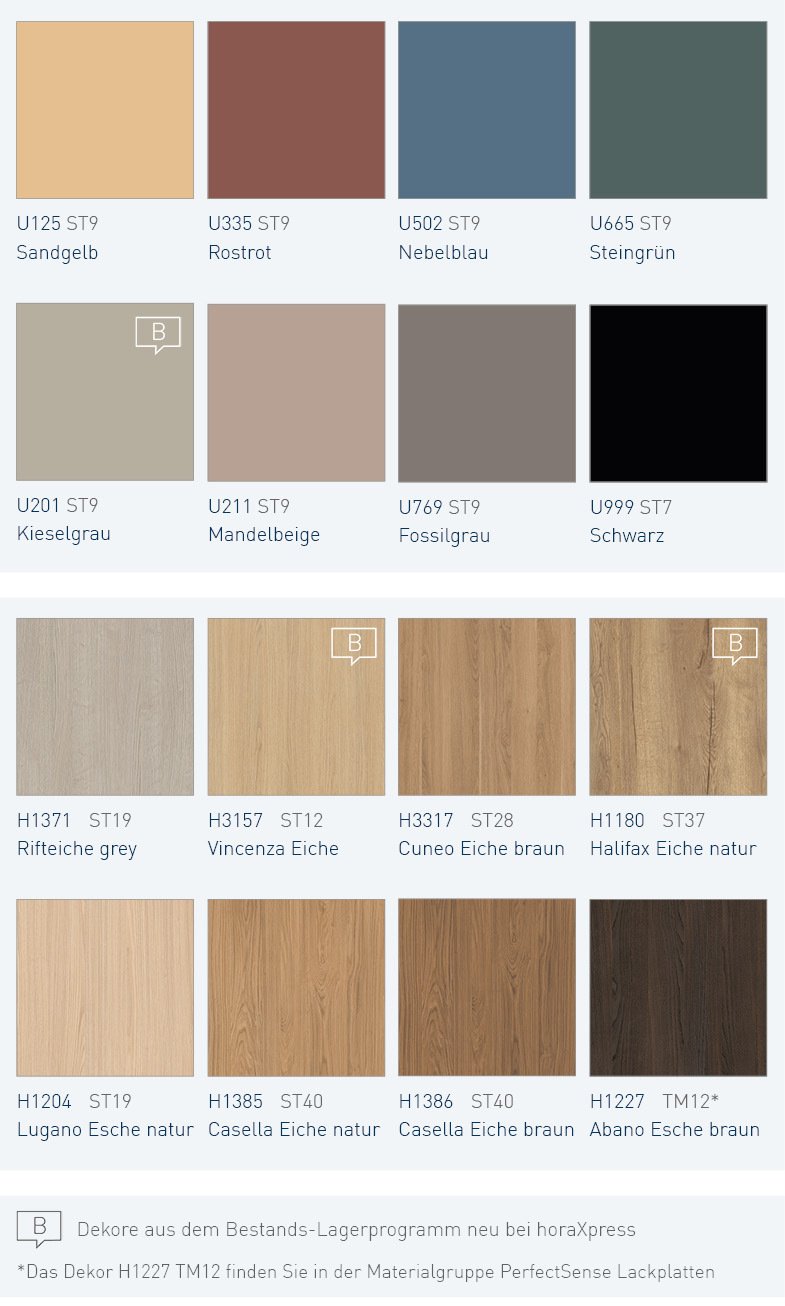 U125 ST9 U335 ST9 U502 ST9 U665 ST9
Sandgelb Rostrot Nebelblau Steingrün
B
U201 ST9 U211 ST9 U769 ST9 U999 ST7
Kieselgrau Mandelbeige Fossilgrau Schwarz
B B
H1371 ST19 H3157 ST12 H3317 ST28 H1180 ST37
Rifteiche grey Vincenza Eiche Cuneo Eiche braun Halifax Eiche natur
H1204 ST19 H1385 ST40 H1386 ST40 H1227 TM12*
Lugano Esche natur Casella Eiche natur Casella Eiche braun Abano Esche braun
B Dekore aus dem Bestands-Lagerprogramm neu bei horaXpress
*Das Dekor H1227 TM12 finden Sie in der Materialgruppe PerfectSense Lackplatten